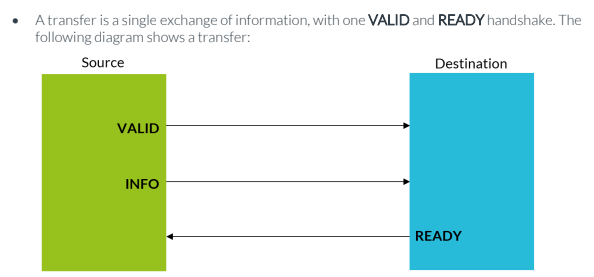 • A transfer is a single exchange of information, with one VALID and READY handshake. The
following diagram shows a transfer:
Source
Destination
VALID
INFO
READY